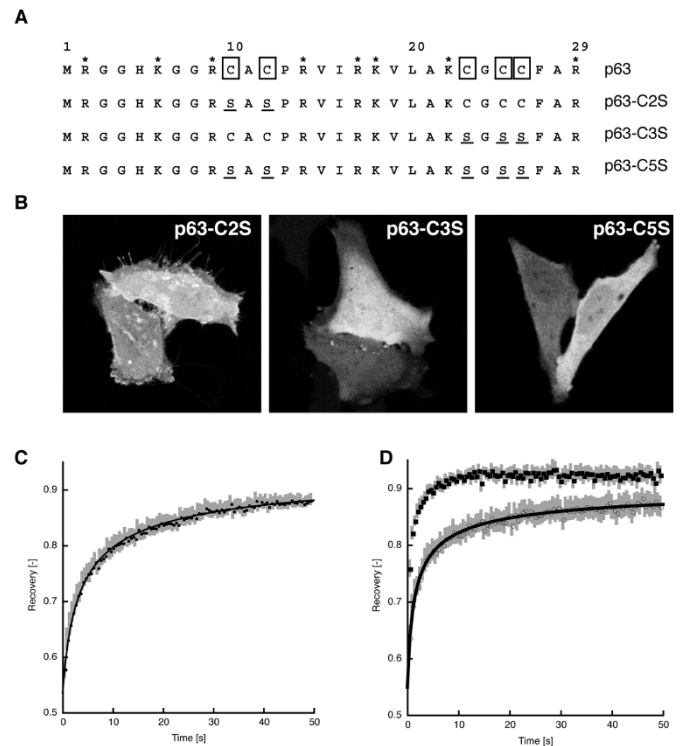 A
1 10 20 29
* * * * * * * *
M R G G H K G G R C A C P R V I R K V L A K C G C C F A R p63
M R G G H K G G R S A S P R V I R K V L A K C G C C F A R p63-C2S
M R G G H K G G R C A C P R V I R K V L A K S G S S F A R p63-C3S
M R G G H K G G R S A S P R V I R K V L A K S G S S F A R p63-C5S
B
p63-C2S
p63-C3S
p63-C5S
C
Recovery [-]
0.9
0.8
0.7
0.6
0.5
0 10 20 30 40 50
Time [s]
D
Recovery [-]
0.9
0.8
0.7
0.6
0.5
0 10 20 30 40 50
Time [s]